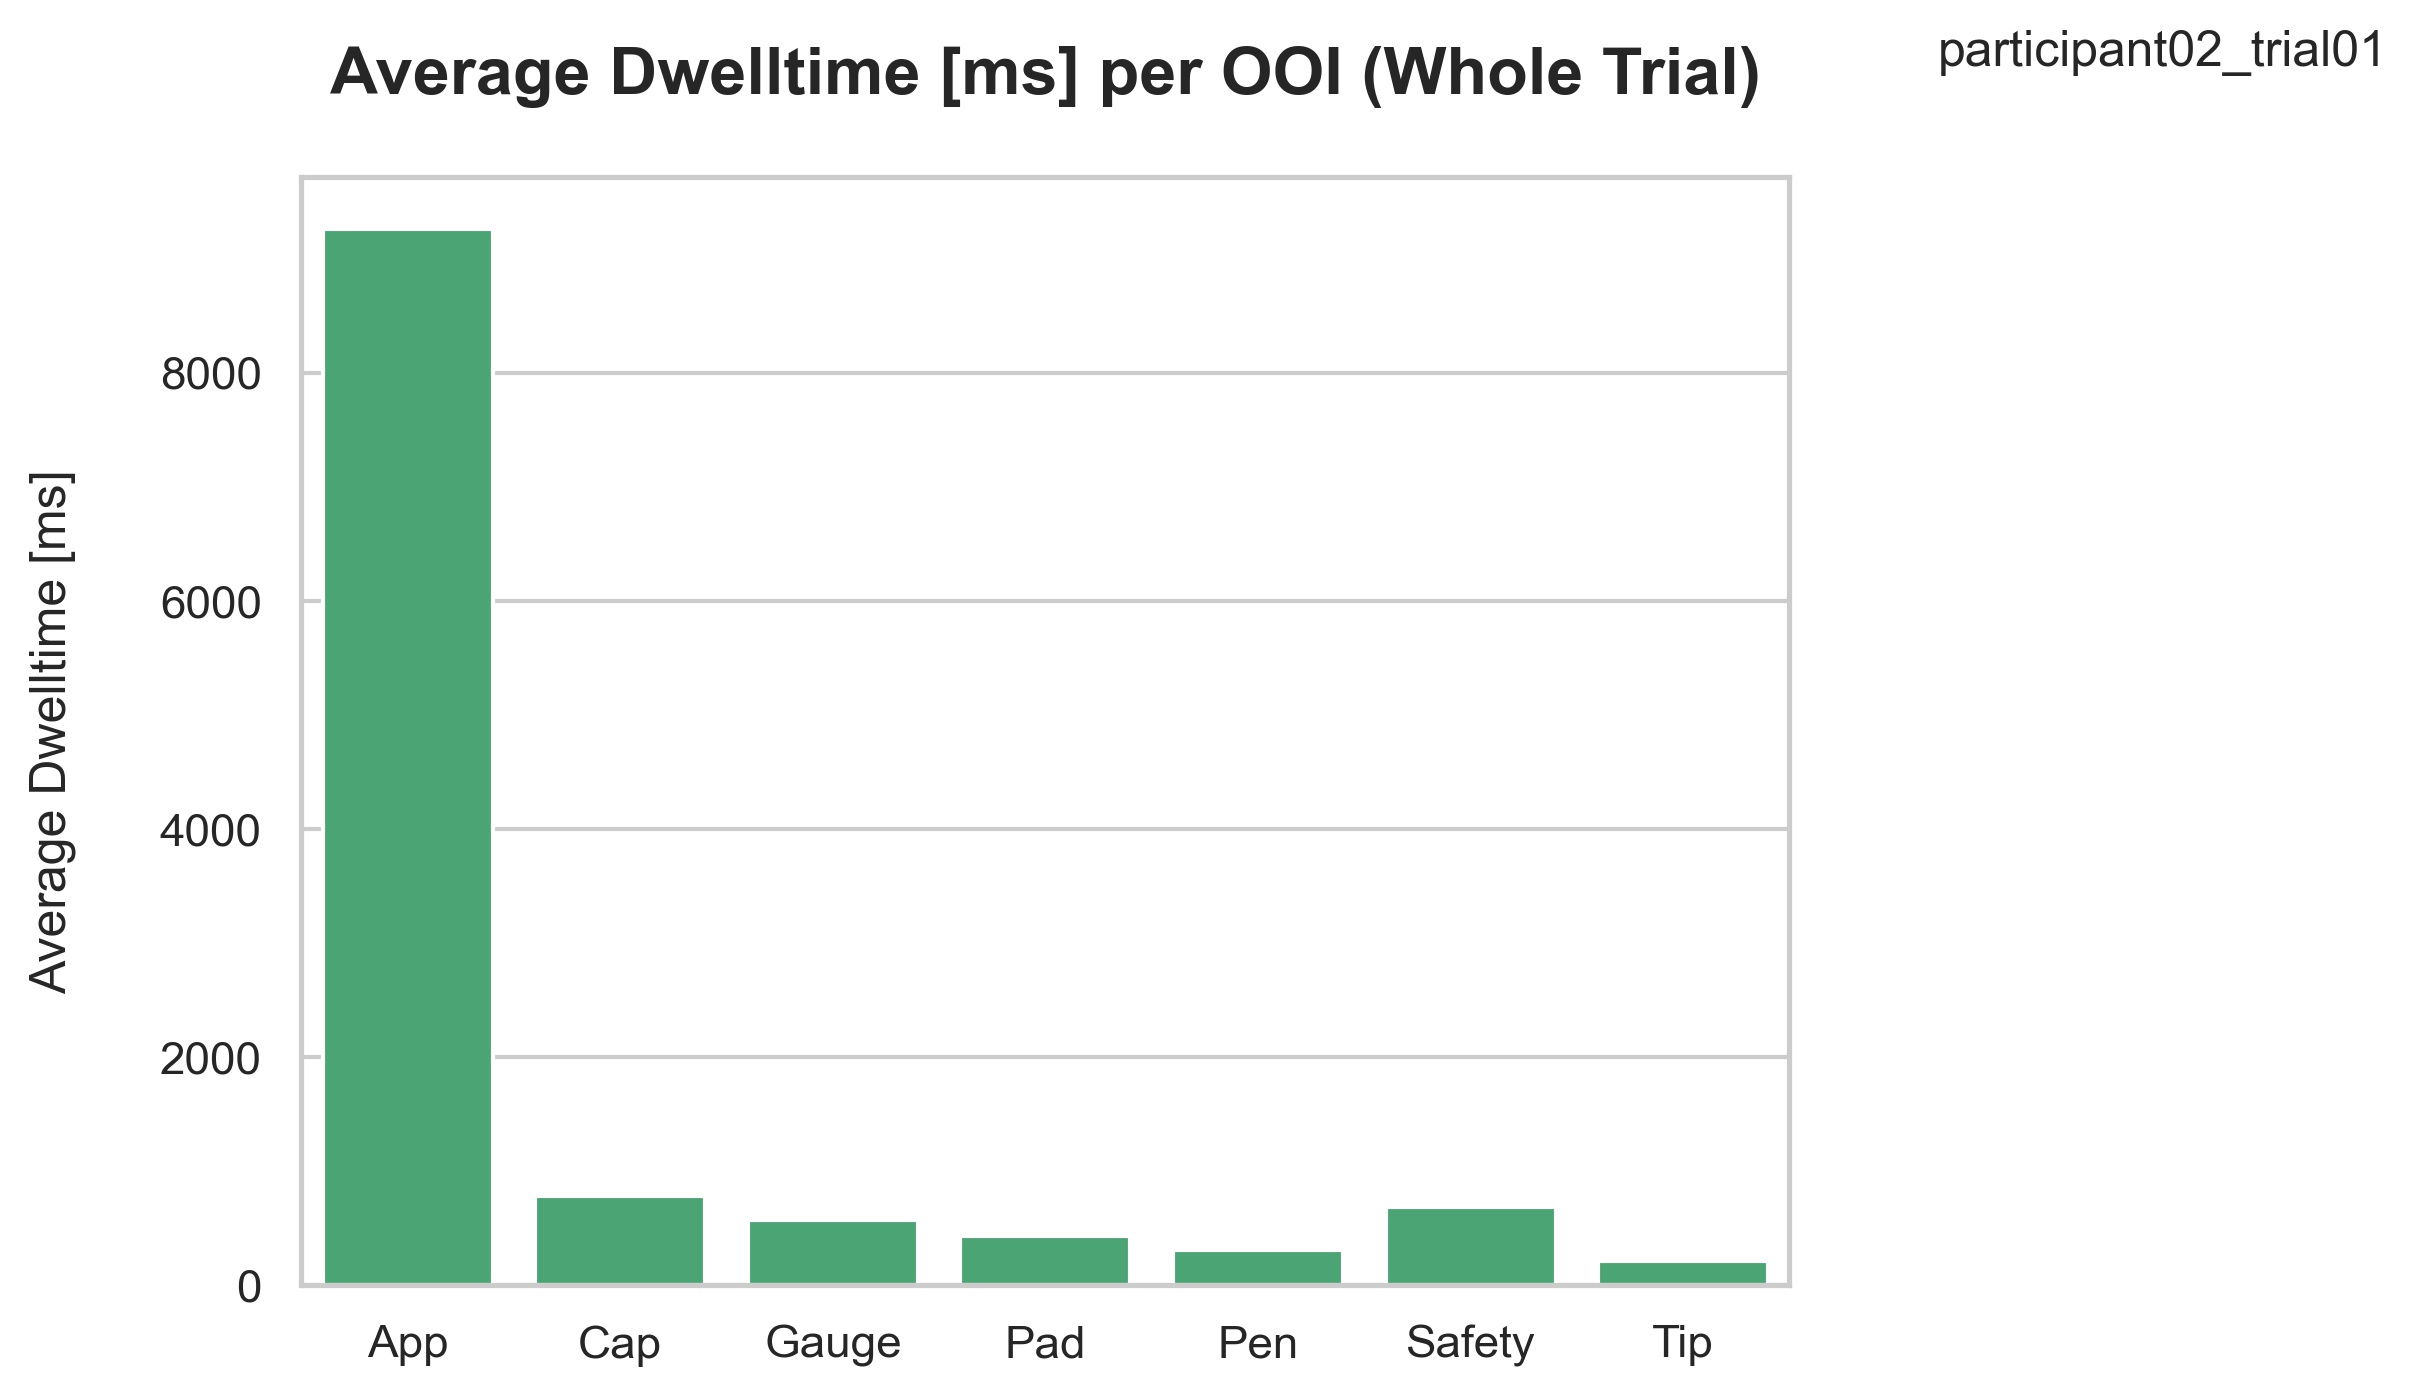 participant02_trial01
Average Dwelltime [ms] per OOI (Whole Trial)
Average Dwelltime [ms]
8000
6000
4000
2000
0
App Cap Gauge Pad Pen Safety Tip